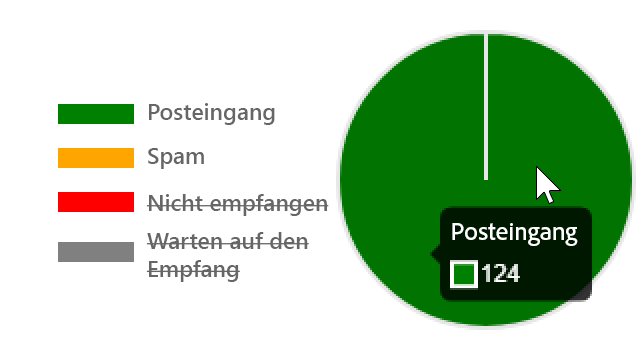 Posteingang
Spam
Nicht empfangen
Warten auf den
Empfang
Posteingang
124